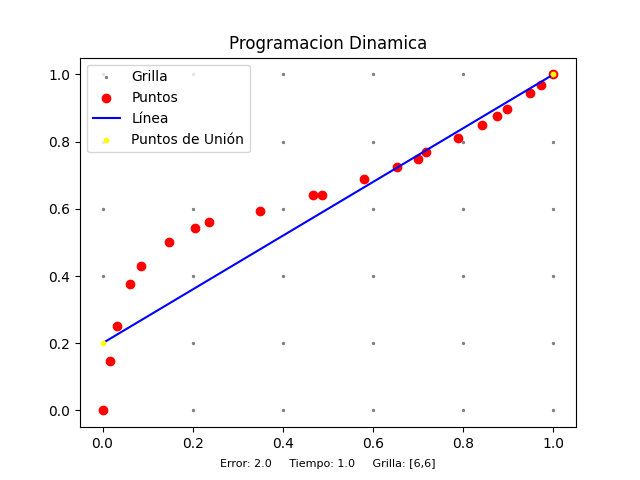 Programacion Dinamica
Grilla
Puntos
Línea
Puntos de Unión
1.0
0.8
0.6
0.4
0.2
0.0
0.0 0.2 0.4 0.6 0.8 1.0
Error: 2.0 Tiempo: 1.0 Grilla: [6,6]